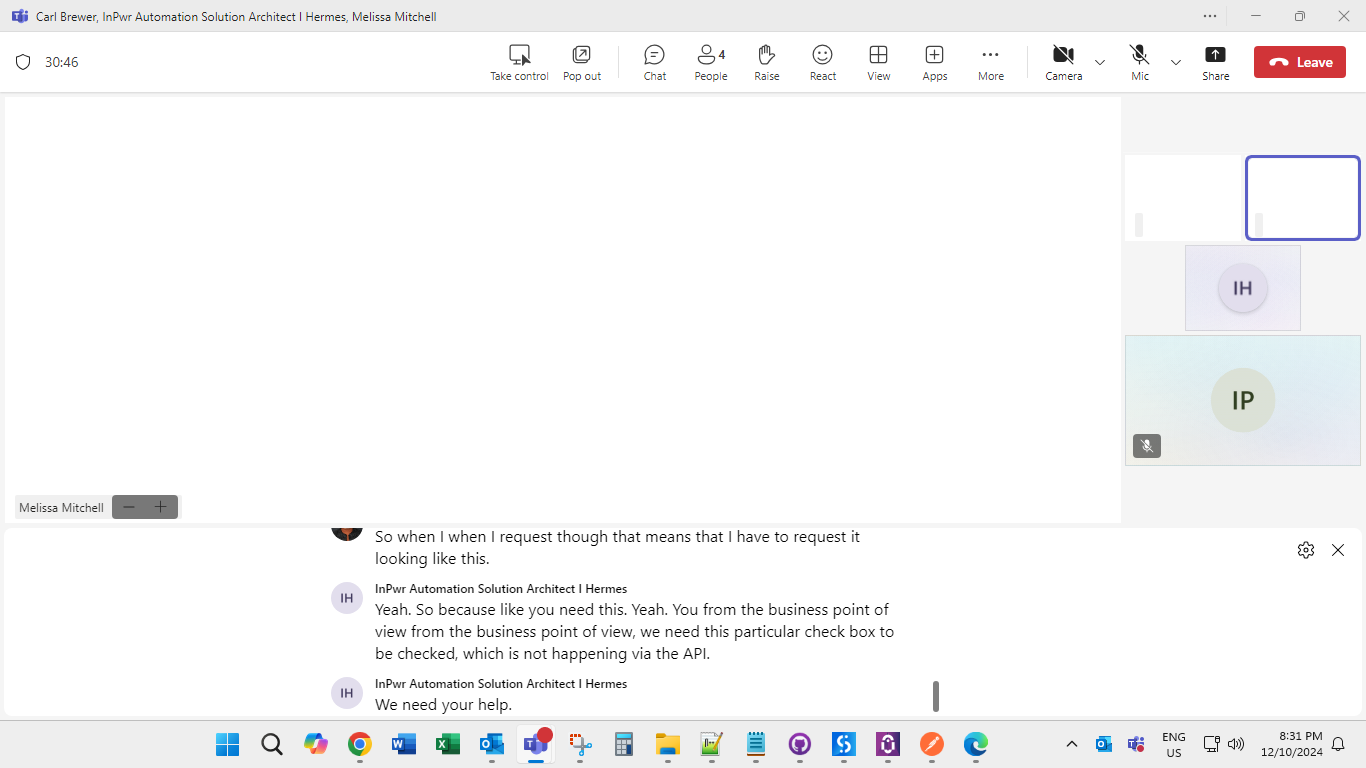 Carl Brewer, InPwr Automation Solution Architect I Hermes, Melissa Mitchell
30:46
Take control
Pop out
Chat
4
People
Raise
React
View
Apps
More
Camera
Mic
Share
Leave
IH
IP
Melissa Mitchell
So when I when I request though that means that I have to request it
looking like this.
IH
InPwr Automation Solution Architect I Hermes
Yeah. So because like you need this. Yeah. You from the business point of
view from the business point of view, we need this particular check box to
be checked, which is not happening via the API.
IH
InPwr Automation Solution Architect I Hermes
We need your help.
ENG
US
8:31 PM
12/10/2024